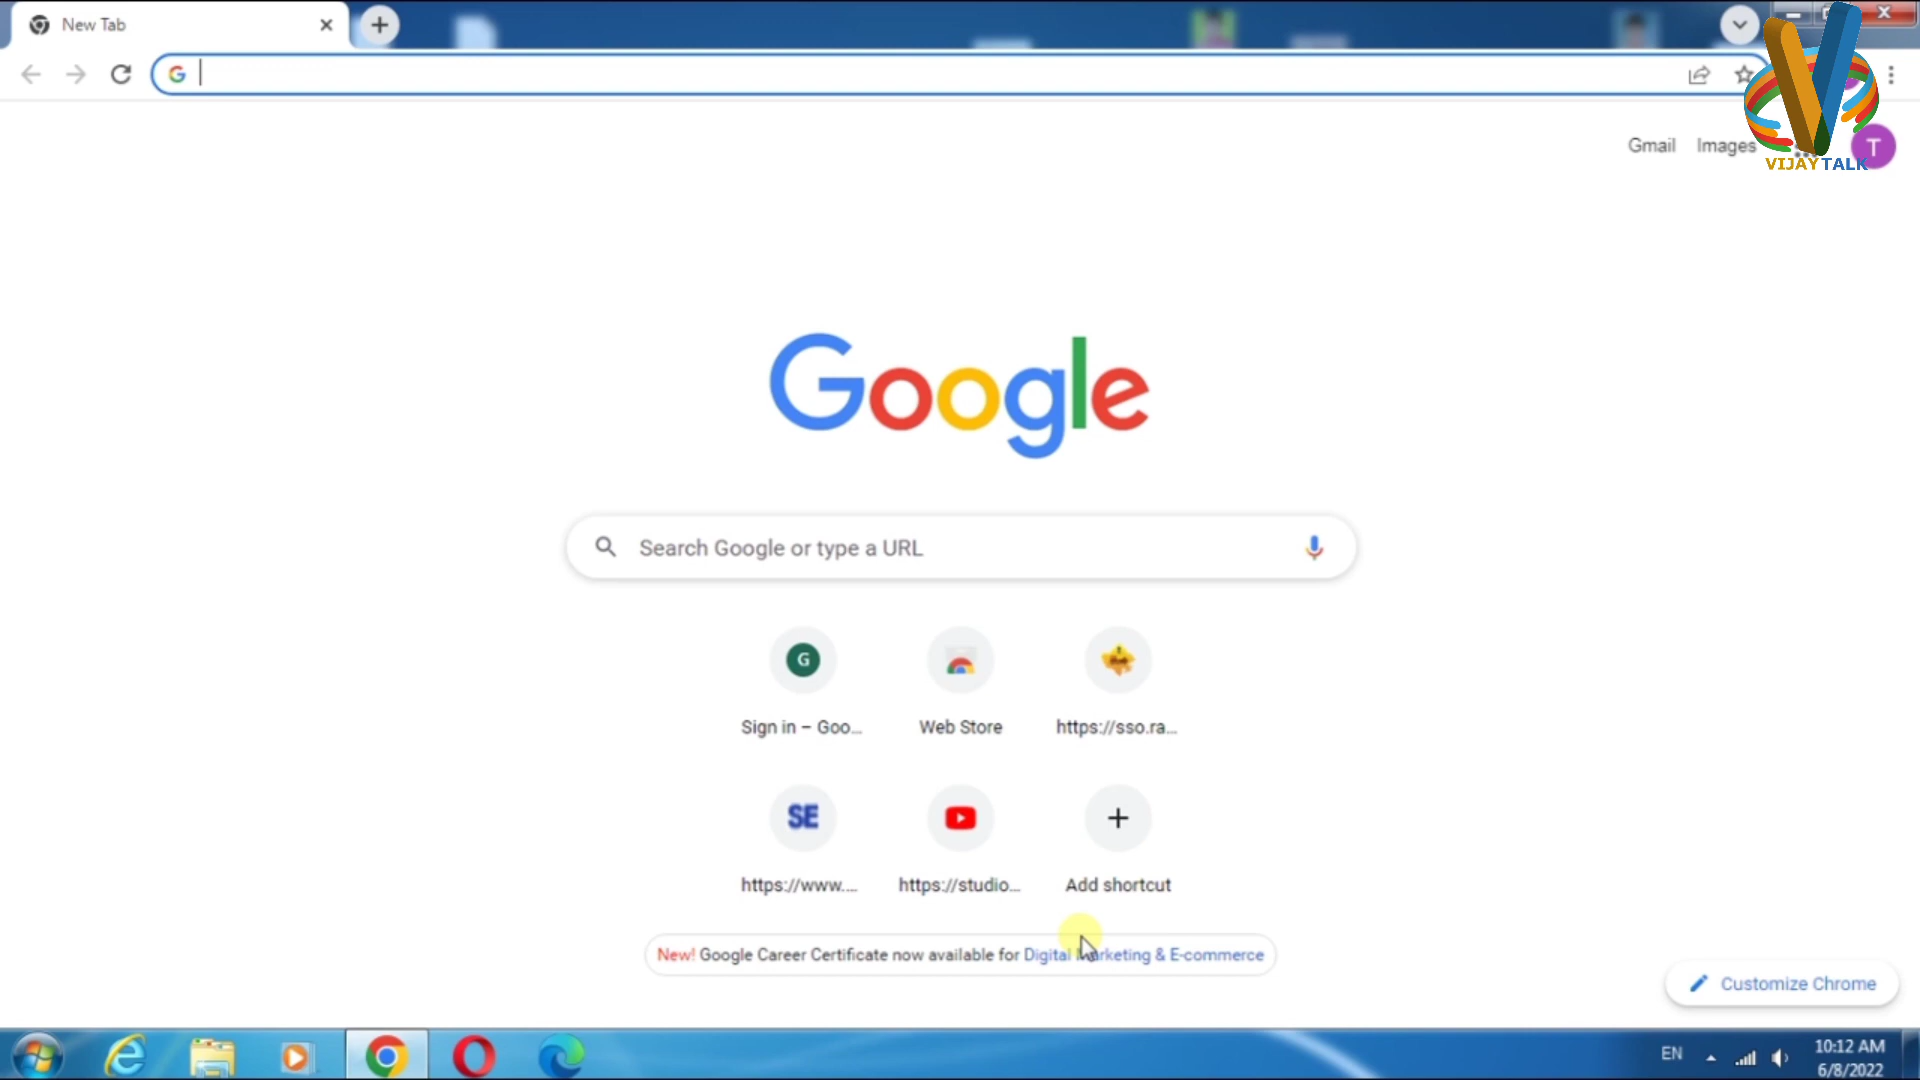 New Tab
Gmail Images
T
VIJAYTALK
Google
Search Google or type a URL
G
Sign in – Goo...
Web Store
https://sso.ra...
SE
https://www....
https://studio...
Add shortcut
New! Google Career Certificate now available for Digital Marketing & E-commerce
Customize Chrome
EN
10:12 AM
6/8/2022